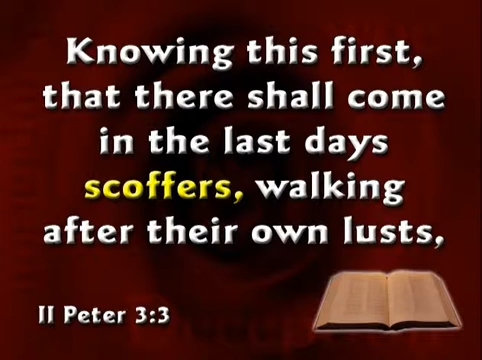 Knowing this first,
that there shall come
in the last days
scoffers, walking
after their own lusts,
II Peter 3:3